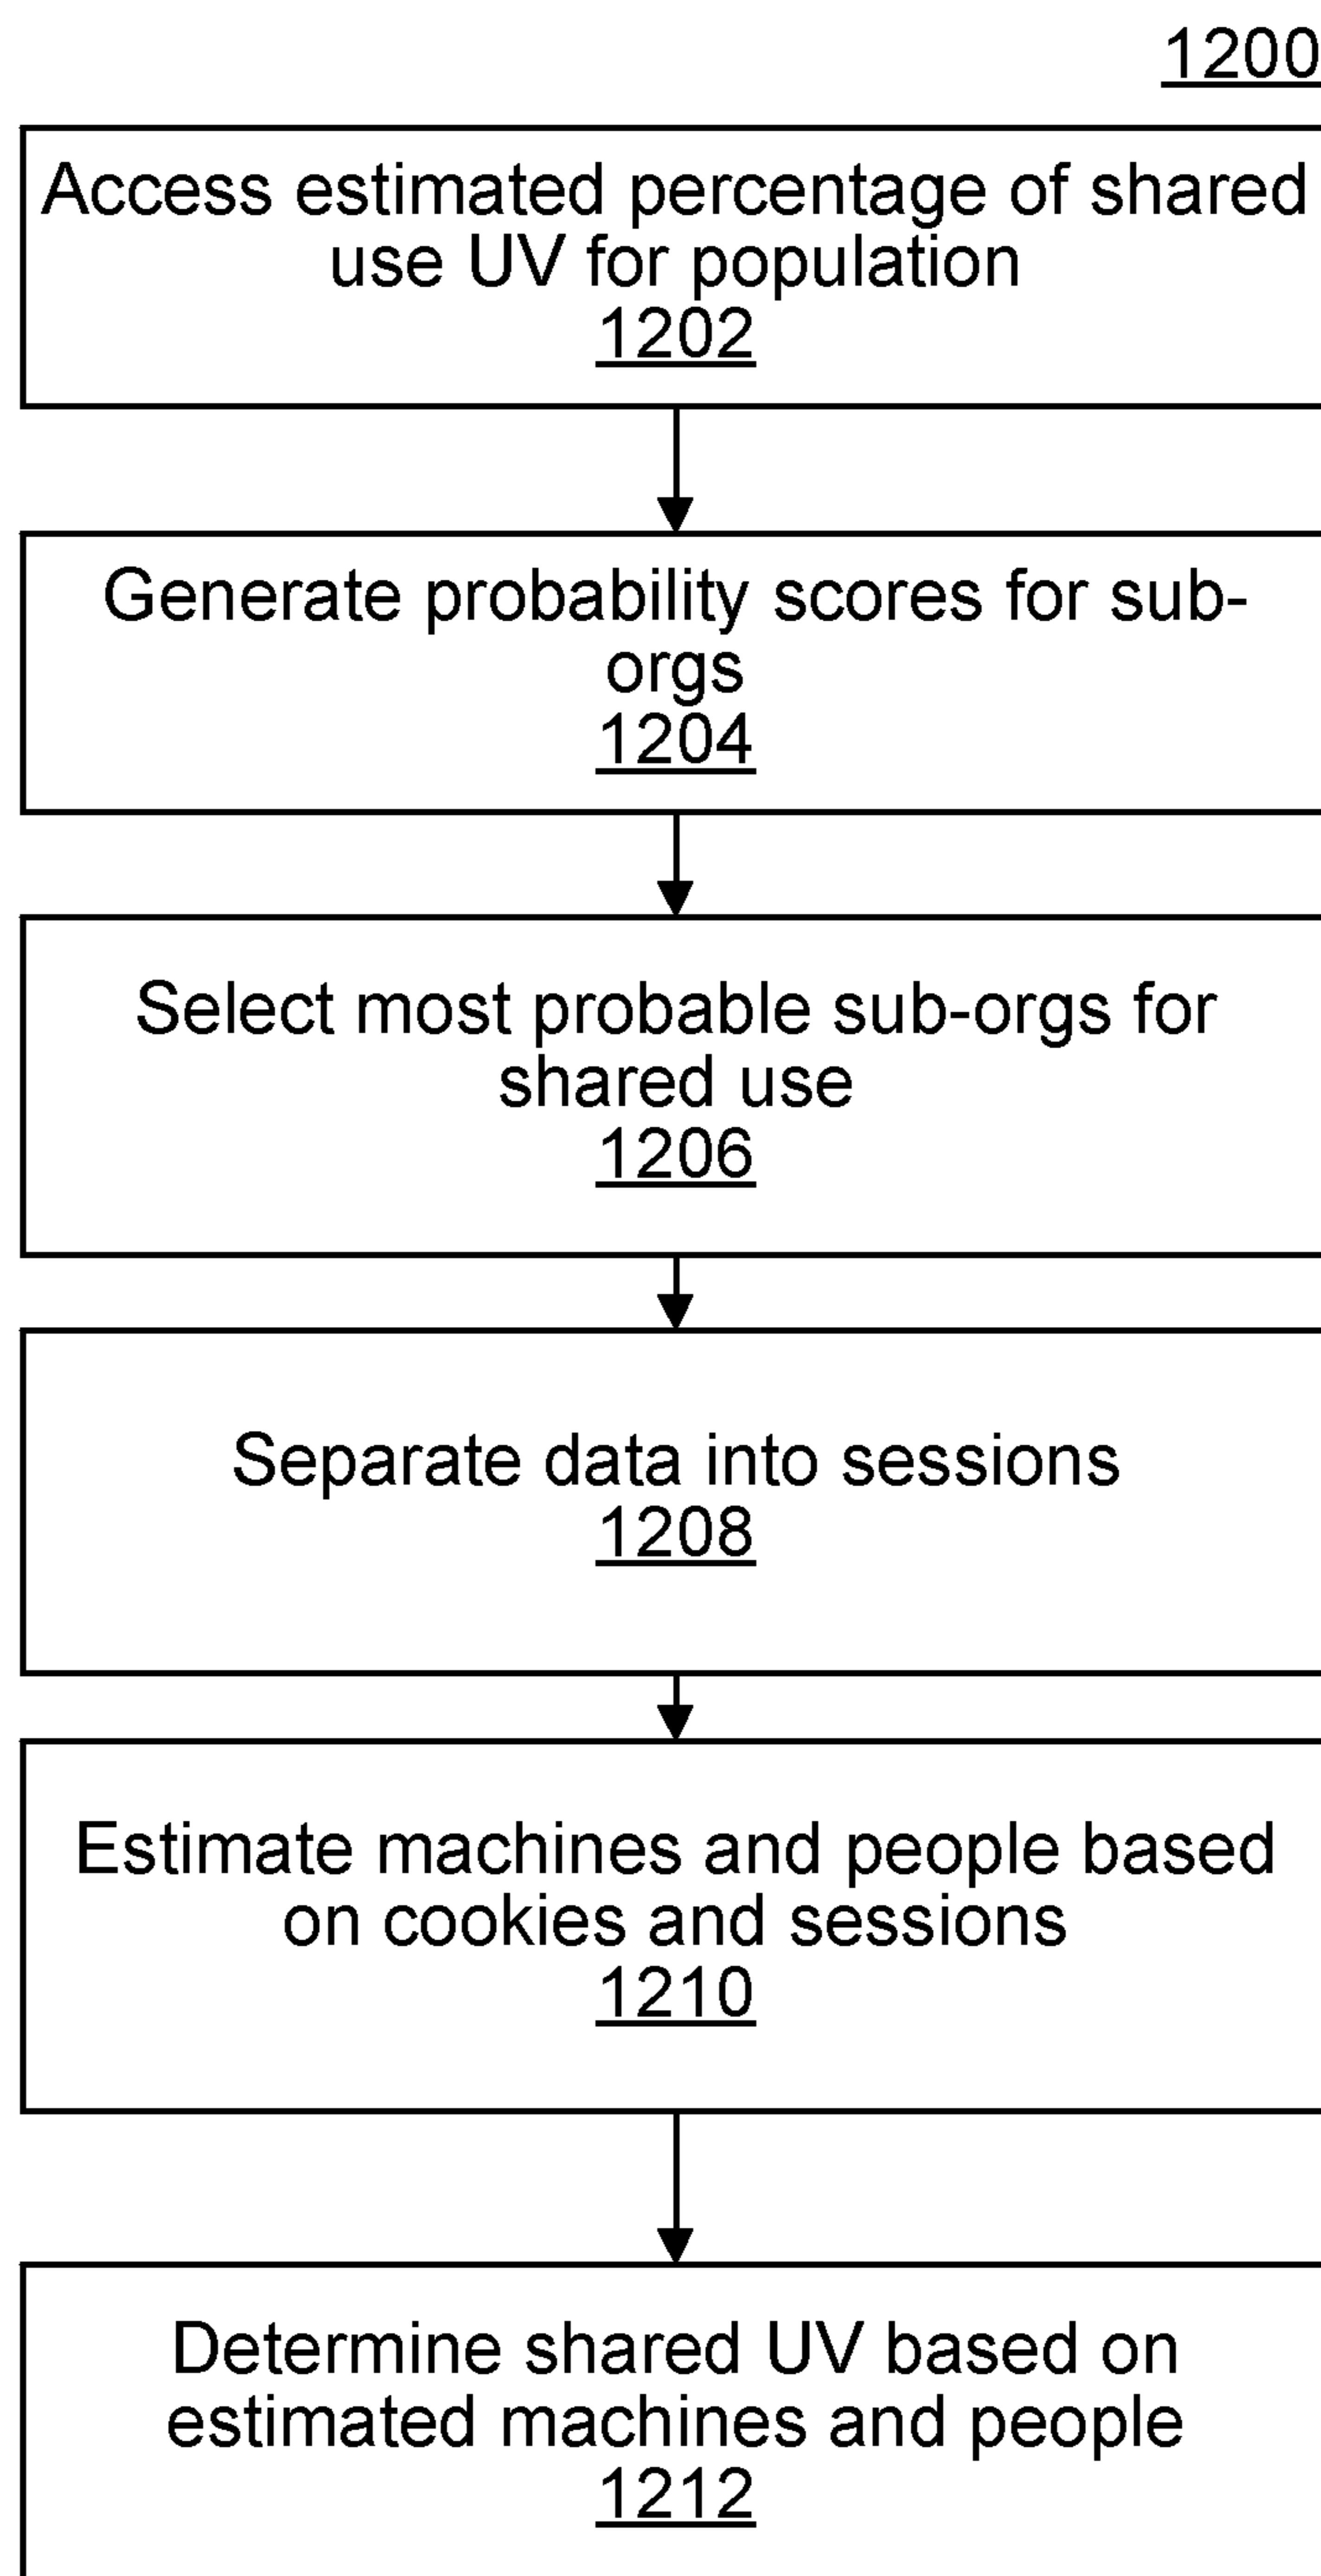 1200
Access estimated percentage of shared
use UV for population
1202
Generate probability scores for sub-
orgs
1204
Select most probable sub-orgs for
shared use
1206
Separate data into sessions
1208
Estimate machines and people based
on cookies and sessions
1210
Determine shared UV based on
estimated machines and people
1212